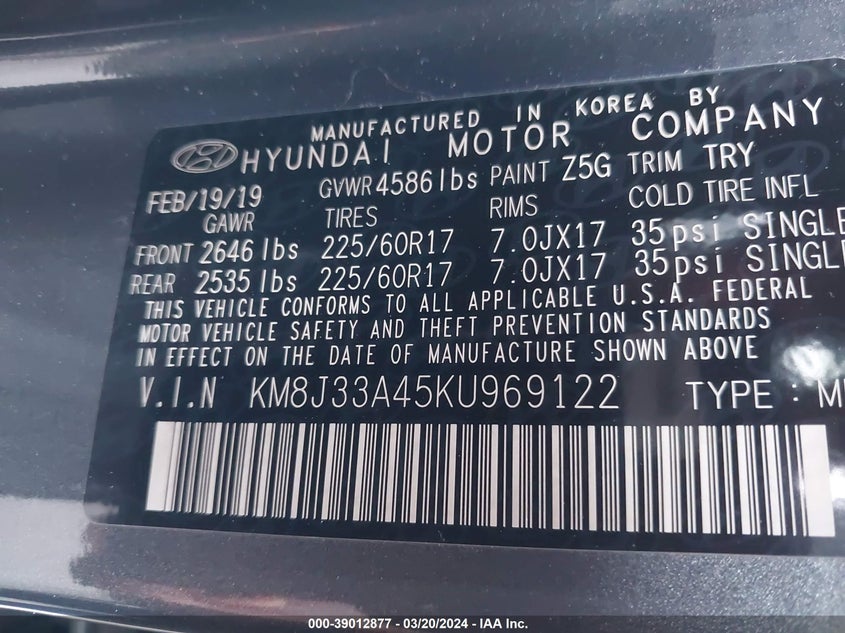 MANUFACTURED IN KOREA BY
HYUNDAI MOTOR COMPANY
FEB/19/19 GVWR 4586 lbs PAINT Z5G TRIM TRY
GAWR TIRES RIMS COLD TIRE INFL
FRONT 2646 lbs 225/60R17 7.0JX17 35psi SINGLE
REAR 2535 lbs 225/60R17 7.0JX17 35psi SINGLE
THIS VEHICLE CONFORMS TO ALL APPLICABLE U.S.A. FEDERAL
MOTOR VEHICLE SAFETY AND THEFT PREVENTION STANDARDS
IN EFFECT ON THE DATE OF MANUFACTURE SHOWN ABOVE
V.I.N KM8J33A45KU969122 TYPE:
000-39012877 - 03/20/2024 - IAA Inc.